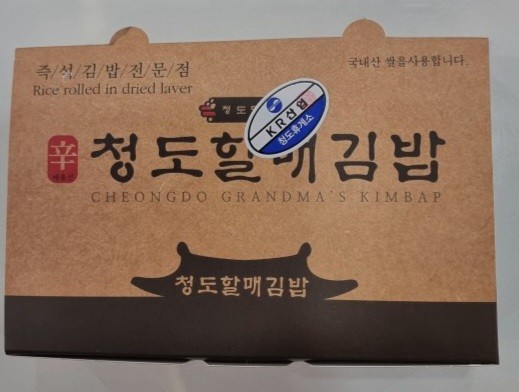 즉/석/김/밥/전/문/점
Rice rolled in dried laver
국내산 쌀을사용합니다.
청도
KR산업
청도휴게소
辛
청도할매김밥
CHEONGDO GRANDMA'S KIMBAP
청도할매김밥